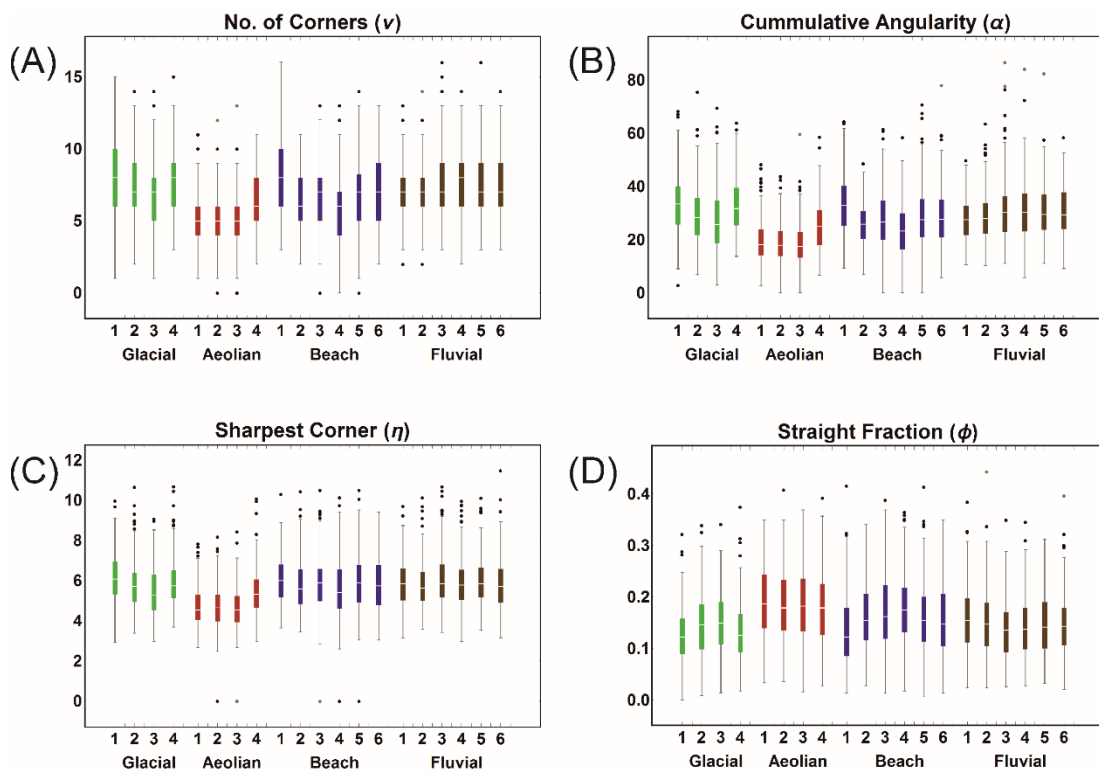 No. of Corners (v)
(A)
15
10
5
0
1 2 3 4 1 2 3 4 1 2 3 4 5 6 1 2 3 4 5 6
Glacial Aeolian Beach Fluvial
Cummulative Angularity (α)
(B)
80
60
40
20
0
1 2 3 4 1 2 3 4 1 2 3 4 5 6 1 2 3 4 5 6
Glacial Aeolian Beach Fluvial
Sharpest Corner (η)
(C)
12
10
8
6
4
2
0
1 2 3 4 1 2 3 4 1 2 3 4 5 6 1 2 3 4 5 6
Glacial Aeolian Beach Fluvial
Straight Fraction (ϕ)
(D)
0.4
0.3
0.2
0.1
0.0
1 2 3 4 1 2 3 4 1 2 3 4 5 6 1 2 3 4 5 6
Glacial Aeolian Beach Fluvial